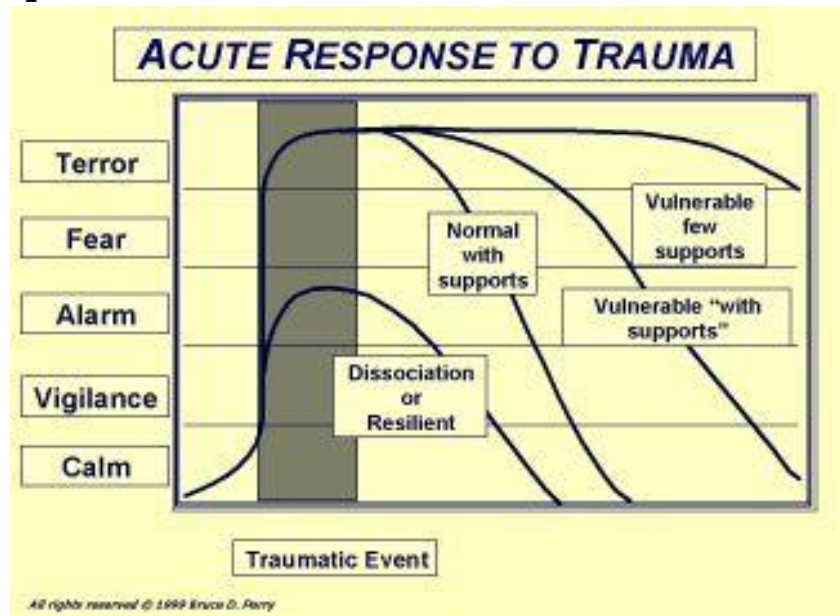 ACUTE RESPONSE TO TRAUMA
Terror
Fear
Alarm
Vigilance
Calm
Vulnerable
few
supports
Normal
with
supports
Vulnerable "with
supports"
Dissociation
or
Resilient
Traumatic Event
All rights reserved © 1999 Bruce D. Perry